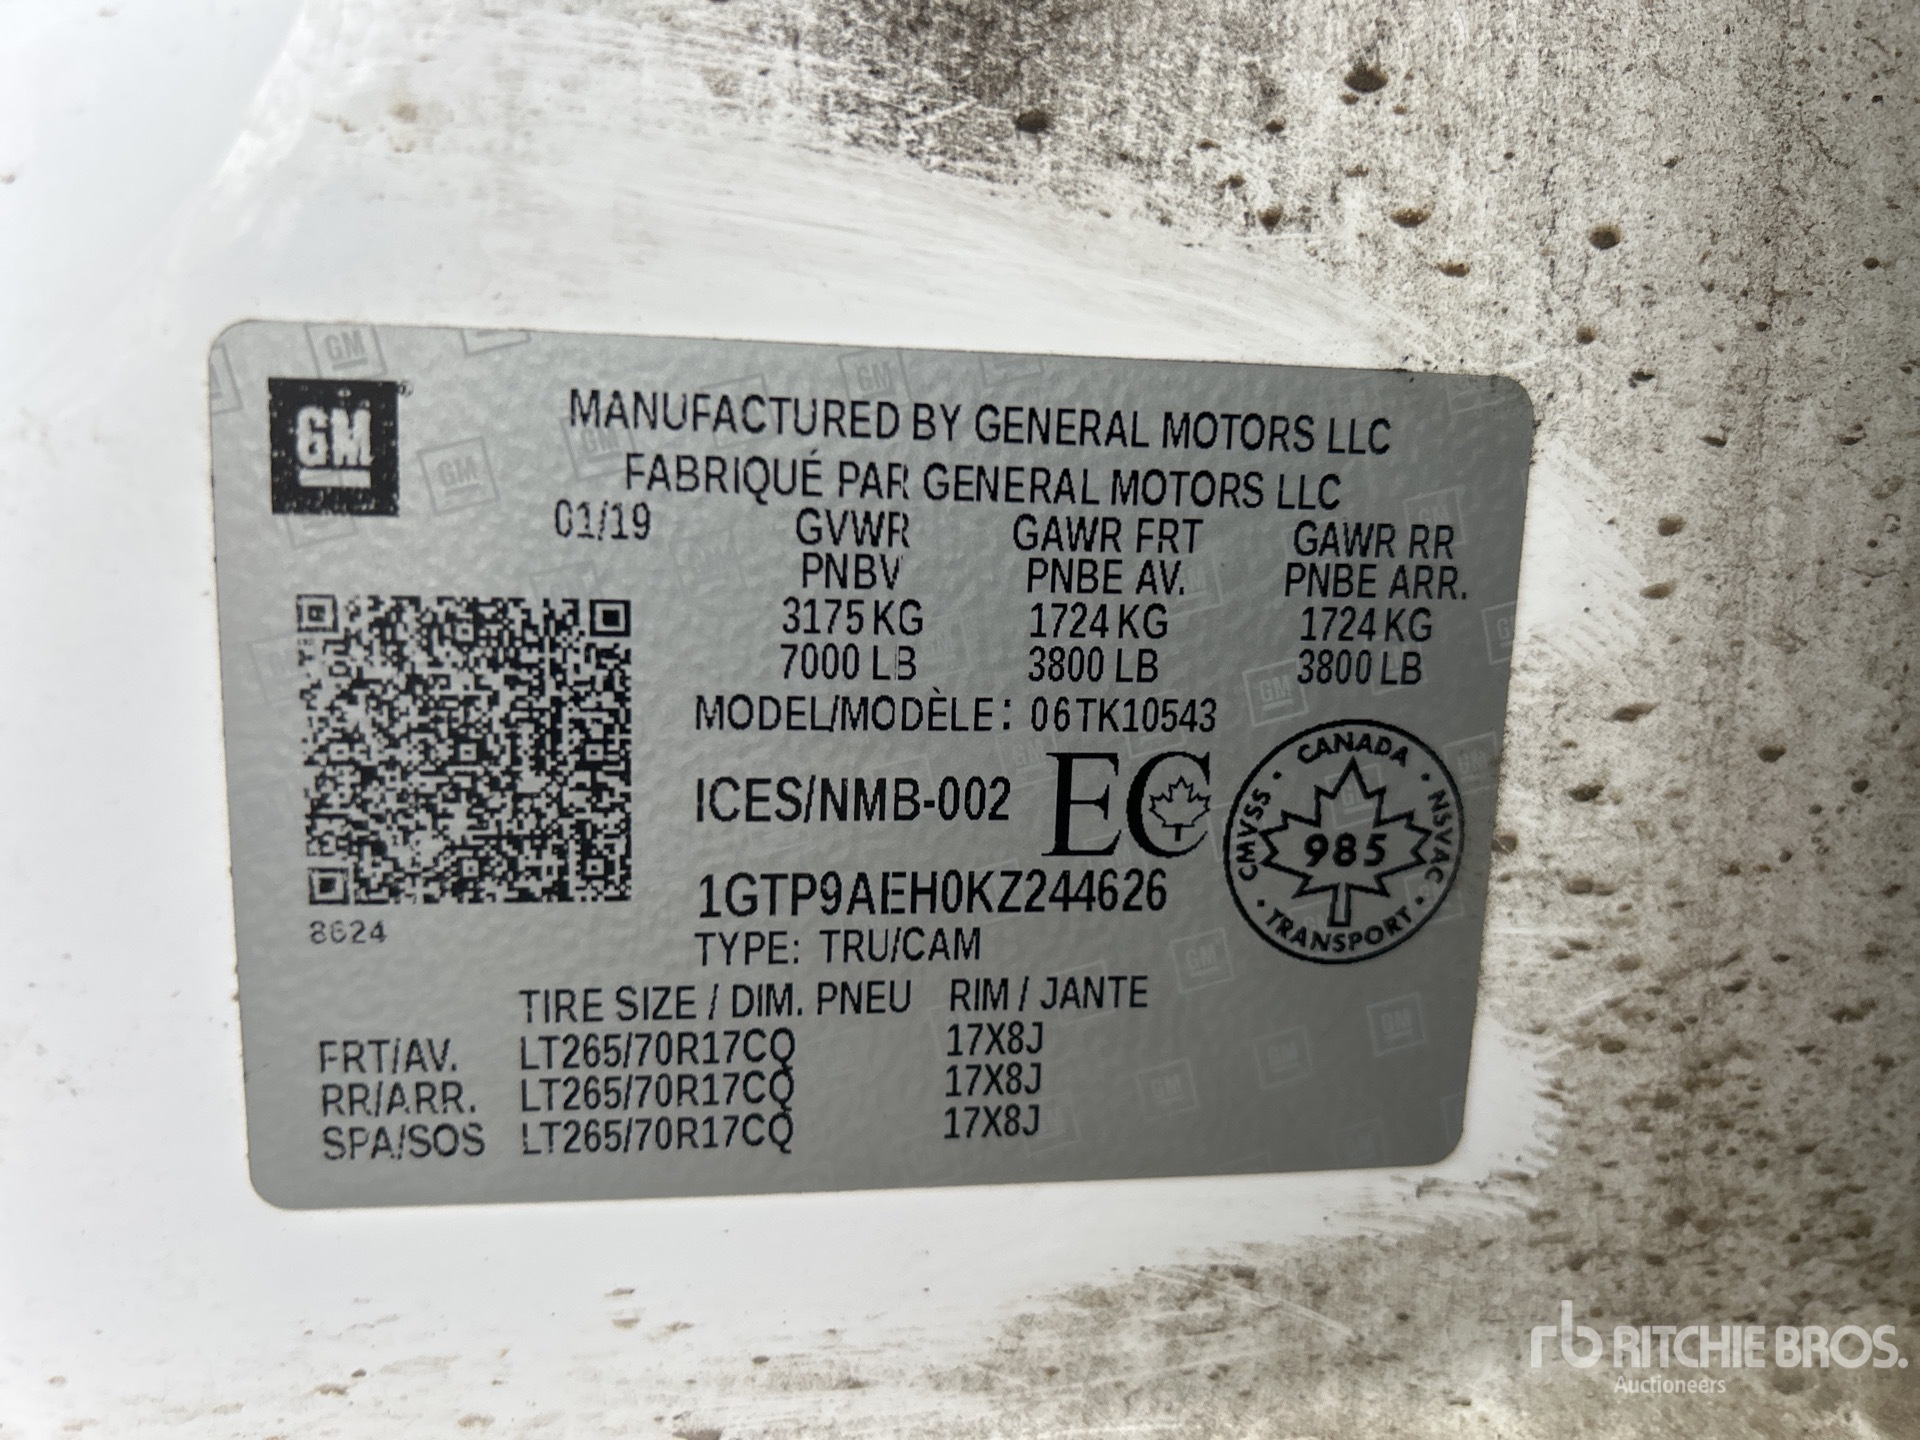 GM
MANUFACTURED BY GENERAL MOTORS LLC
FABRIQUÉ PAR GENERAL MOTORS LLC
01/19 GVWR GAWR FRT GAWR RR
PNBV PNBE AV. PNBE ARR.
3175 KG 1724 KG 1724 KG
7000 LB 3800 LB 3800 LB
MODEL/MODÈLE: 06TK10543
ICES/NMB-002 EC
CANADA
CMVSS 985 NSVAC
TRANSPORT
1GTP9AEH0KZ244626
8624
TYPE: TRU/CAM
TIRE SIZE / DIM. PNEU RIM / JANTE
FRT/AV. LT265/70R17CQ 17X8J
RR/ARR. LT265/70R17CQ 17X8J
SPA/SOS LT265/70R17CQ 17X8J
rb RITCHIE BROS.
Auctioneers